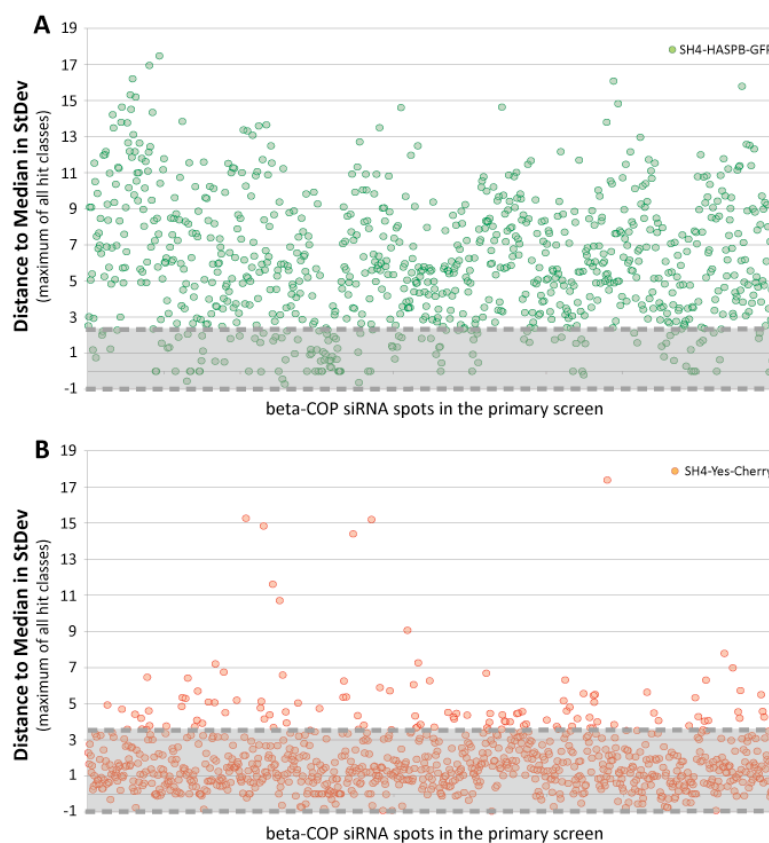 A
19
17
15
13
11
9
7
5
3
1
-1
Distance to Median in StDev
(maximum of all hit classes)
SH4-HASPB-GFP
beta-COP siRNA spots in the primary screen
B
19
17
15
13
11
9
7
5
3
1
-1
Distance to Median in StDev
(maximum of all hit classes)
SH4-Yes-Cherry
beta-COP siRNA spots in the primary screen